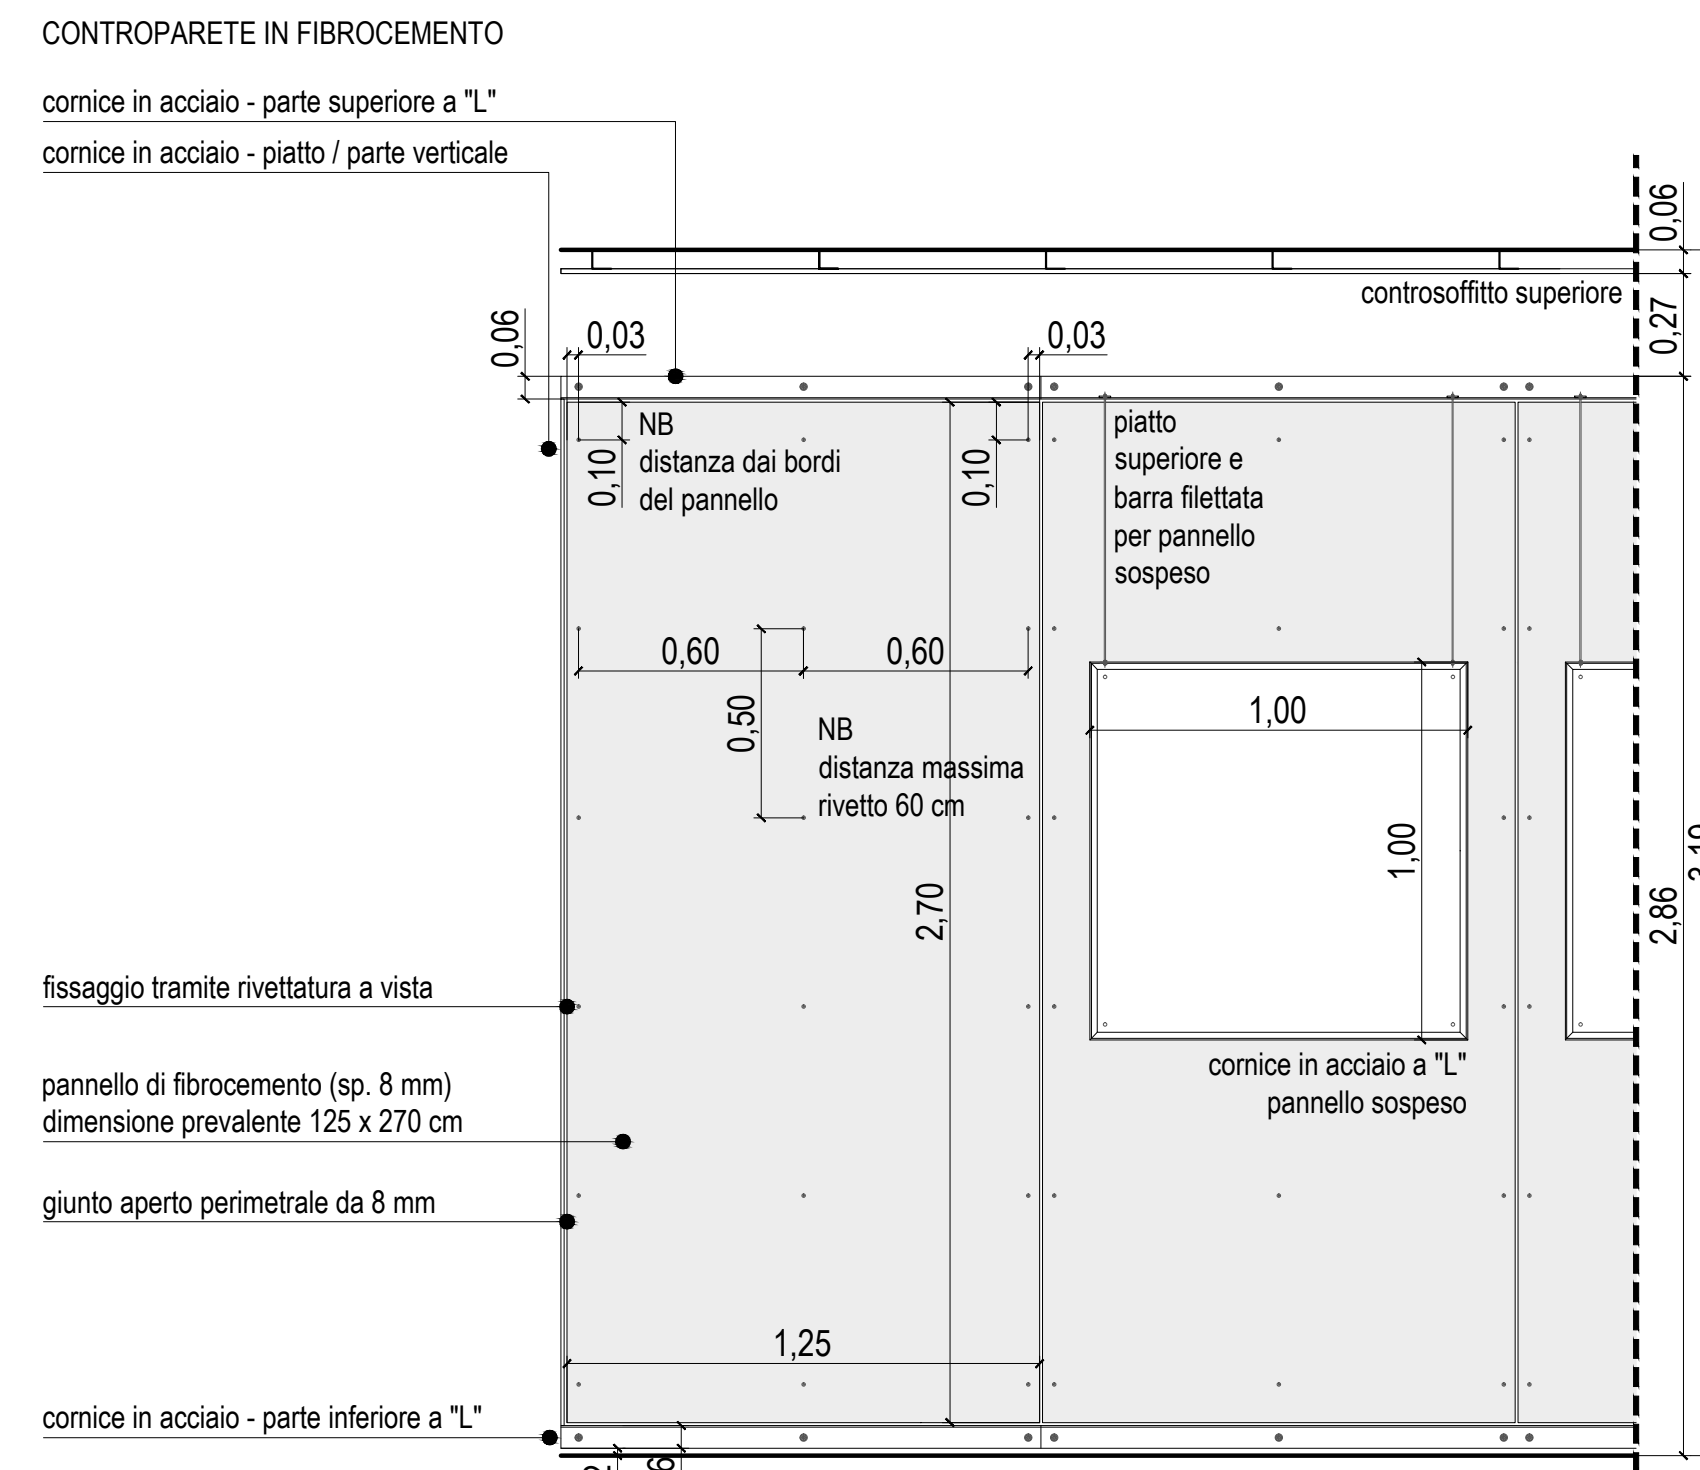 CONTROPARETE IN FIBROCEMENTO
cornice in acciaio - parte superiore a "L"
cornice in acciaio - piatto / parte verticale
0,06
controsoffitto superiore
0,27
0,06
0,03
0,03
NB
distanza dai bordi
del pannello
0,10
0,10
piatto
superiore e
barra filettata
per pannello
sospeso
0,60
0,60
0,50
NB
distanza massima
rivetto 60 cm
1,00
1,00
2,70
2,86
fissaggio tramite rivettatura a vista
cornice in acciaio a "L"
pannello sospeso
pannello di fibrocemento (sp. 8 mm)
dimensione prevalente 125 x 270 cm
giunto aperto perimetrale da 8 mm
1,25
cornice in acciaio - parte inferiore a "L"